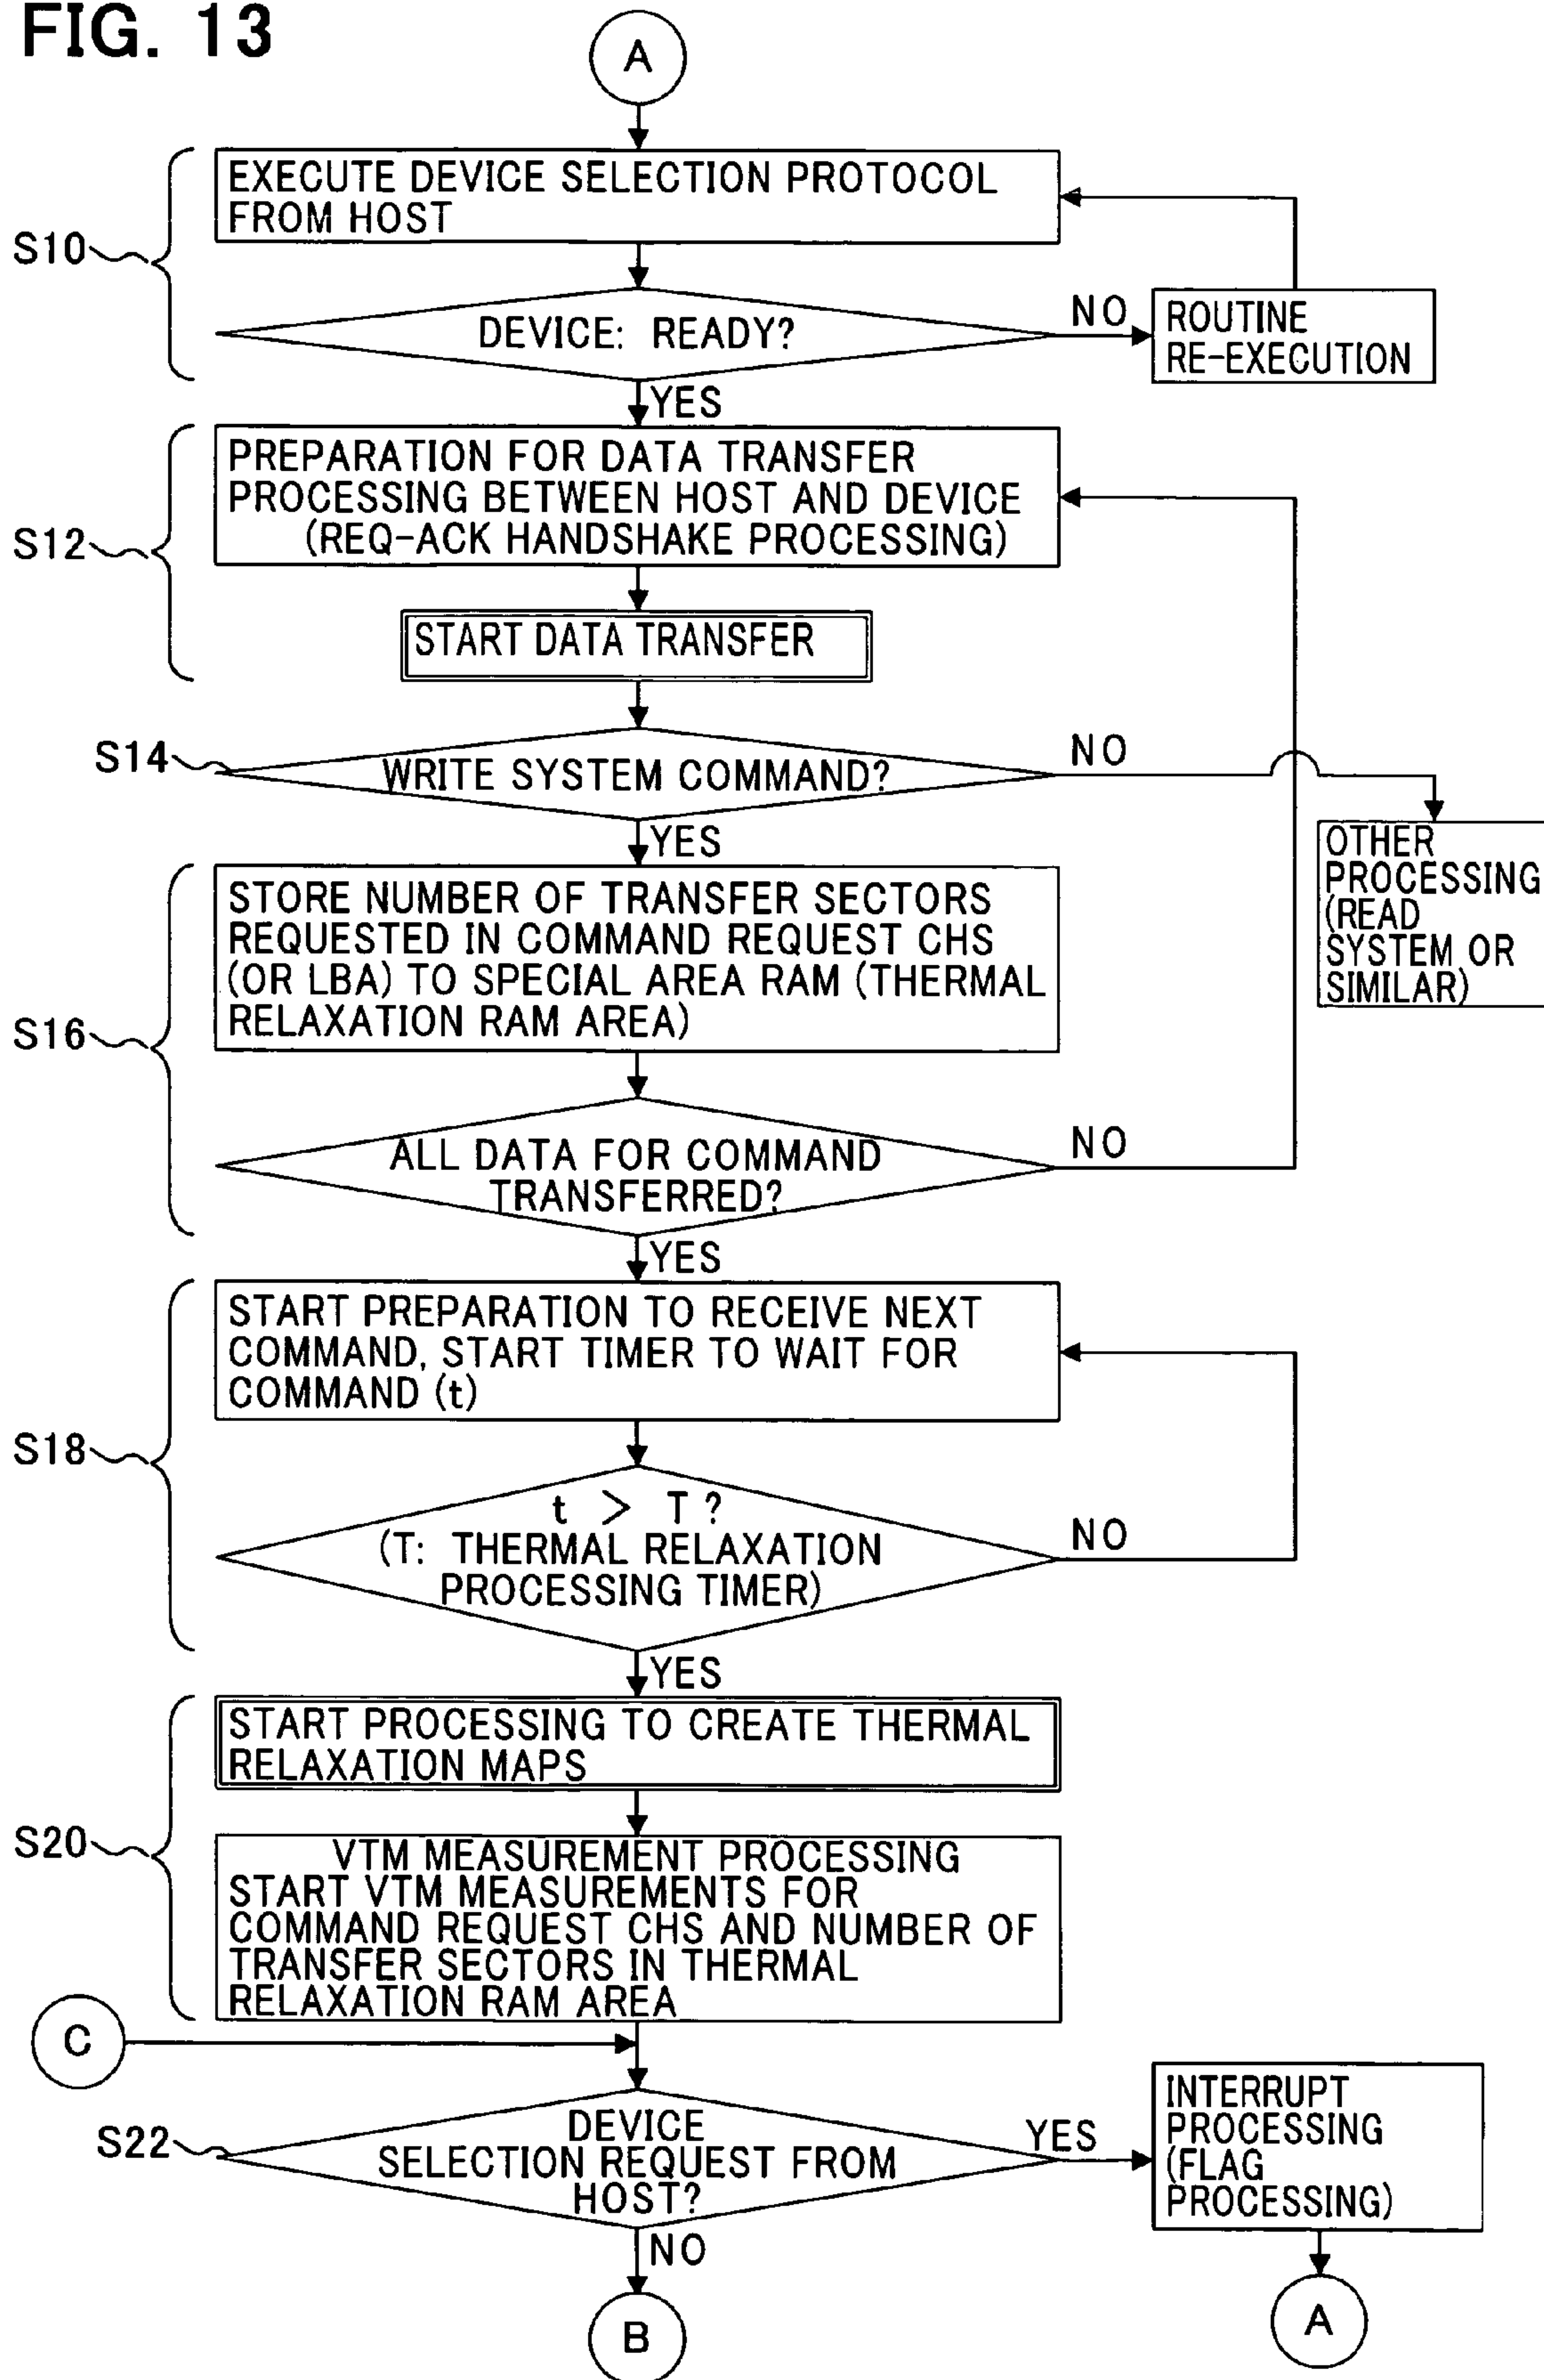 FIG. 13
A
EXECUTE DEVICE SELECTION PROTOCOL
FROM HOST
S10
DEVICE: READY?
NO
ROUTINE
RE-EXECUTION
YES
PREPARATION FOR DATA TRANSFER
PROCESSING BETWEEN HOST AND DEVICE
(REQ-ACK HANDSHAKE PROCESSING)
S12
START DATA TRANSFER
S14
WRITE SYSTEM COMMAND?
NO
OTHER
PROCESSING
(READ
SYSTEM OR
SIMILAR)
YES
STORE NUMBER OF TRANSFER SECTORS
REQUESTED IN COMMAND REQUEST CHS
(OR LBA) TO SPECIAL AREA RAM (THERMAL
RELAXATION RAM AREA)
S16
ALL DATA FOR COMMAND
TRANSFERRED?
NO
YES
START PREPARATION TO RECEIVE NEXT
COMMAND, START TIMER TO WAIT FOR
COMMAND (t)
S18
t > T ?
(T: THERMAL RELAXATION
PROCESSING TIMER)
NO
YES
START PROCESSING TO CREATE THERMAL
RELAXATION MAPS
S20
VTM MEASUREMENT PROCESSING
START VTM MEASUREMENTS FOR
COMMAND REQUEST CHS AND NUMBER OF
TRANSFER SECTORS IN THERMAL
RELAXATION RAM AREA
C
S22
DEVICE
SELECTION REQUEST FROM
HOST?
YES
INTERRUPT
PROCESSING
(FLAG
PROCESSING)
NO
B
A